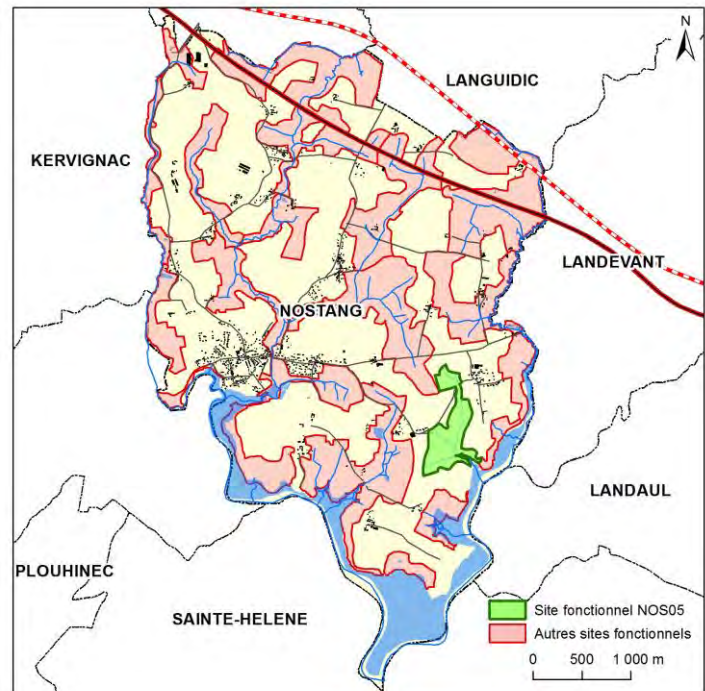 N
LANGUIDIC
KERVIGNAC
LANDEVANT
NOSTANG
LANDAUL
PLOUHINEC
SAINTE-HELENE
Site fonctionnel NOS05
Autres sites fonctionnels
0 500 1 000 m